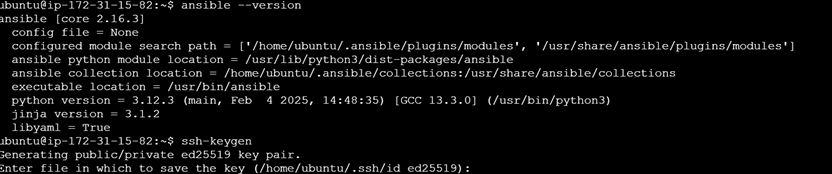 ubuntu@ip-172-31-15-82:~$ ansible --version
ansible [core 2.16.3]
  config file = None
  configured module search path = ['/home/ubuntu/.ansible/plugins/modules', '/usr/share/ansible/plugins/modules']
  ansible python module location = /usr/lib/python3/dist-packages/ansible
  ansible collection location = /home/ubuntu/.ansible/collections:/usr/share/ansible/collections
  executable location = /usr/bin/ansible
  python version = 3.12.3 (main, Feb  4 2025, 14:48:35) [GCC 13.3.0] (/usr/bin/python3)
  jinja version = 3.1.2
  libyaml = True
ubuntu@ip-172-31-15-82:~$ ssh-keygen
Generating public/private ed25519 key pair.
Enter file in which to save the key (/home/ubuntu/.ssh/id_ed25519):